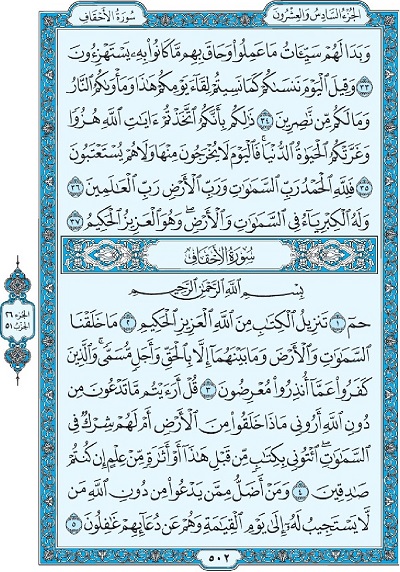 الجزء السادس والعشرون
سورة الأحقاف
وَبَدَا لَهُمْ سَيِّـَٔاتُ مَا عَمِلُوا۟ وَحَاقَ بِهِم مَّا كَانُوا۟ بِهِۦ يَسْتَهْزِءُونَ
٣٣ وَقِيلَ ٱلْيَوْمَ نَنسَىٰكُمْ كَمَا نَسِيتُمْ لِقَآءَ يَوْمِكُمْ هَـٰذَا وَمَأْوَىٰكُمُ ٱلنَّارُ
وَمَا لَكُم مِّن نَّـٰصِرِينَ ٣٤ ذَٰلِكُم بِأَنَّكُمُ ٱتَّخَذْتُمْ ءَايَـٰتِ ٱللَّهِ هُزُوًا
وَغَرَّتْكُمُ ٱلْحَيَوٰةُ ٱلدُّنْيَا ۚ فَٱلْيَوْمَ لَا يُخْرَجُونَ مِنْهَا وَلَا هُمْ يُسْتَعْتَبُونَ
٣٥ فَلِلَّهِ ٱلْحَمْدُ رَبِّ ٱلسَّمَـٰوَٰتِ وَرَبِّ ٱلْأَرْضِ رَبِّ ٱلْعَـٰلَمِينَ ٣٦
وَلَهُ ٱلْكِبْرِيَآءُ فِى ٱلسَّمَـٰوَٰتِ وَٱلْأَرْضِ ۖ وَهُوَ ٱلْعَزِيزُ ٱلْحَكِيمُ ٣٧
سورة الأحقاف
بِسْمِ ٱللَّهِ ٱلرَّحْمَـٰنِ ٱلرَّحِيمِ
حمٓ ١ تَنزِيلُ ٱلْكِتَـٰبِ مِنَ ٱللَّهِ ٱلْعَزِيزِ ٱلْحَكِيمِ ٢ مَا خَلَقْنَا
ٱلسَّمَـٰوَٰتِ وَٱلْأَرْضَ وَمَا بَيْنَهُمَآ إِلَّا بِٱلْحَقِّ وَأَجَلٍ مُّسَمًّى ۚ وَٱلَّذِينَ
كَفَرُوا۟ عَمَّآ أُنذِرُوا۟ مُعْرِضُونَ ٣ قُلْ أَرَءَيْتُم مَّا تَدْعُونَ مِن
دُونِ ٱللَّهِ أَرُونِى مَاذَا خَلَقُوا۟ مِنَ ٱلْأَرْضِ أَمْ لَهُمْ شِرْكٌ فِى
ٱلسَّمَـٰوَٰتِ ۖ ٱئْتُونِى بِكِتَـٰبٍ مِّن قَبْلِ هَـٰذَآ أَوْ أَثَـٰرَةٍ مِّنْ عِلْمٍ إِن كُنتُمْ
صَـٰدِقِينَ ٤ وَمَنْ أَضَلُّ مِمَّن يَدْعُوا۟ مِن دُونِ ٱللَّهِ مَن
لَّا يَسْتَجِيبُ لَهُۥٓ إِلَىٰ يَوْمِ ٱلْقِيَـٰمَةِ وَهُمْ عَن دُعَآئِهِمْ غَـٰفِلُونَ ٥
الجزء ٢٦
الحزب ٥١
٥٠٢